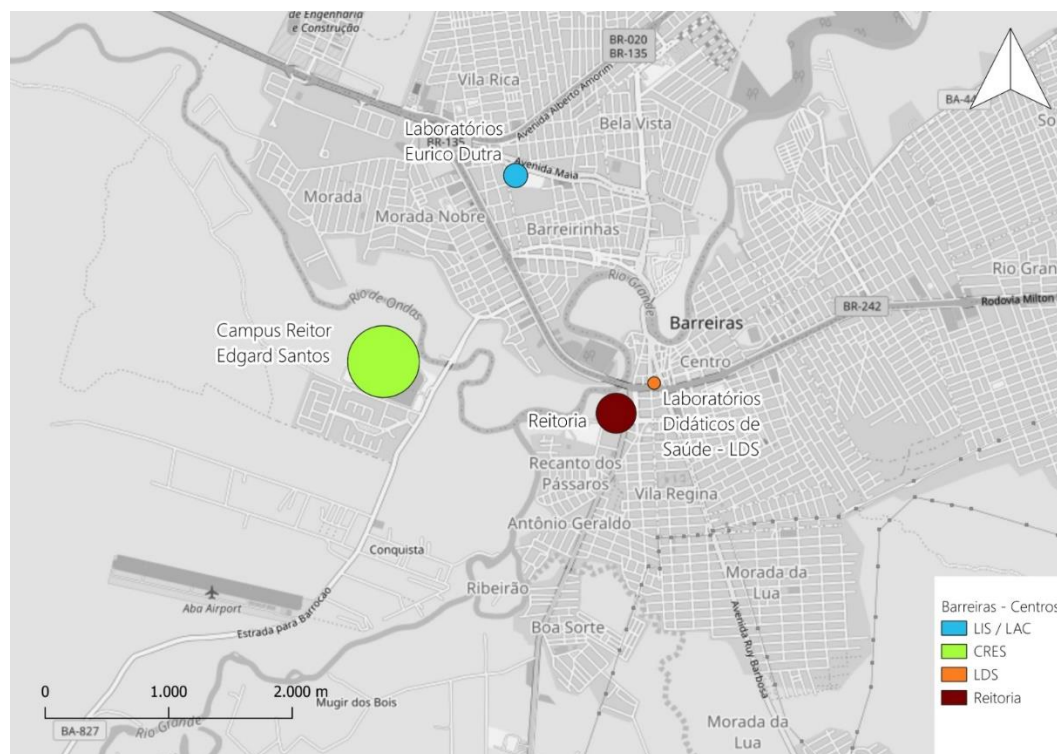 de Engenharia
e Construção
BR-020
BR-135
Vila Rica
Avenida Alberto Amorim
BA-44
So
Bela Vista
Laboratórios
Eurico Dutra
BR-135
Avenida Maia
Morada
Morada Nobre
Barreirinhas
Rio Grande
Rio Grand
Rio de Ondas
BR-242
Rodovia Milton
Campus Reitor
Edgard Santos
Barreiras
Centro
Laboratórios
Didáticos de
Saúde - LDS
Reitoria
Recanto dos
Pássaros
Vila Regina
Antônio Geraldo
Conquista
Ribeirão
Morada da
Lua
Aba Airport
Estrada para Barrocão
Boa Sorte
Avenida Ruy Barbosa
Barreiras - Centros
LIS / LAC
CRES
LDS
Reitoria
0 1.000 2.000 m
Mugir dos Bois
Rio Grande
BA-827
Morada da
Lua